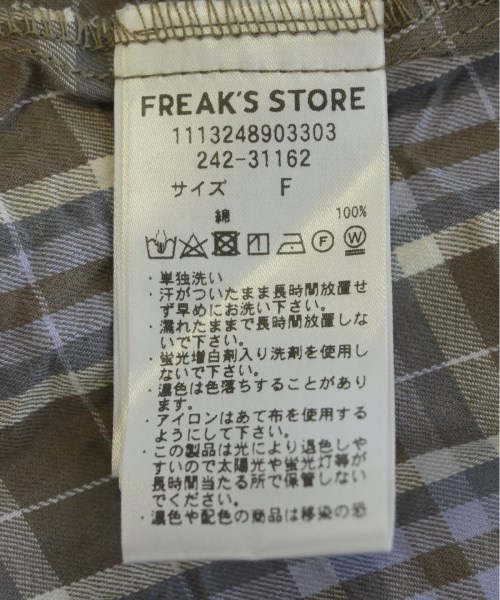 FREAK'S STORE
1113248903303
242-31162
サイズ F
綿 100%
F W
・単独洗い
・汗がついたまま長時間放置せ
ず早めにお洗い下さい。
・濡れたままで長時間放置しな
いで下さい。
・蛍光増白剤入り洗剤を使用し
ないで下さい。
・濃色は色落ちすることがあり
ます。
・アイロンはあて布を使用する
ようにして下さい。
・この製品は光により退色しや
すいので太陽光や蛍光灯等が
長時間当たる所で保管しない
でください。
・濃色や配色の商品は移染の恐